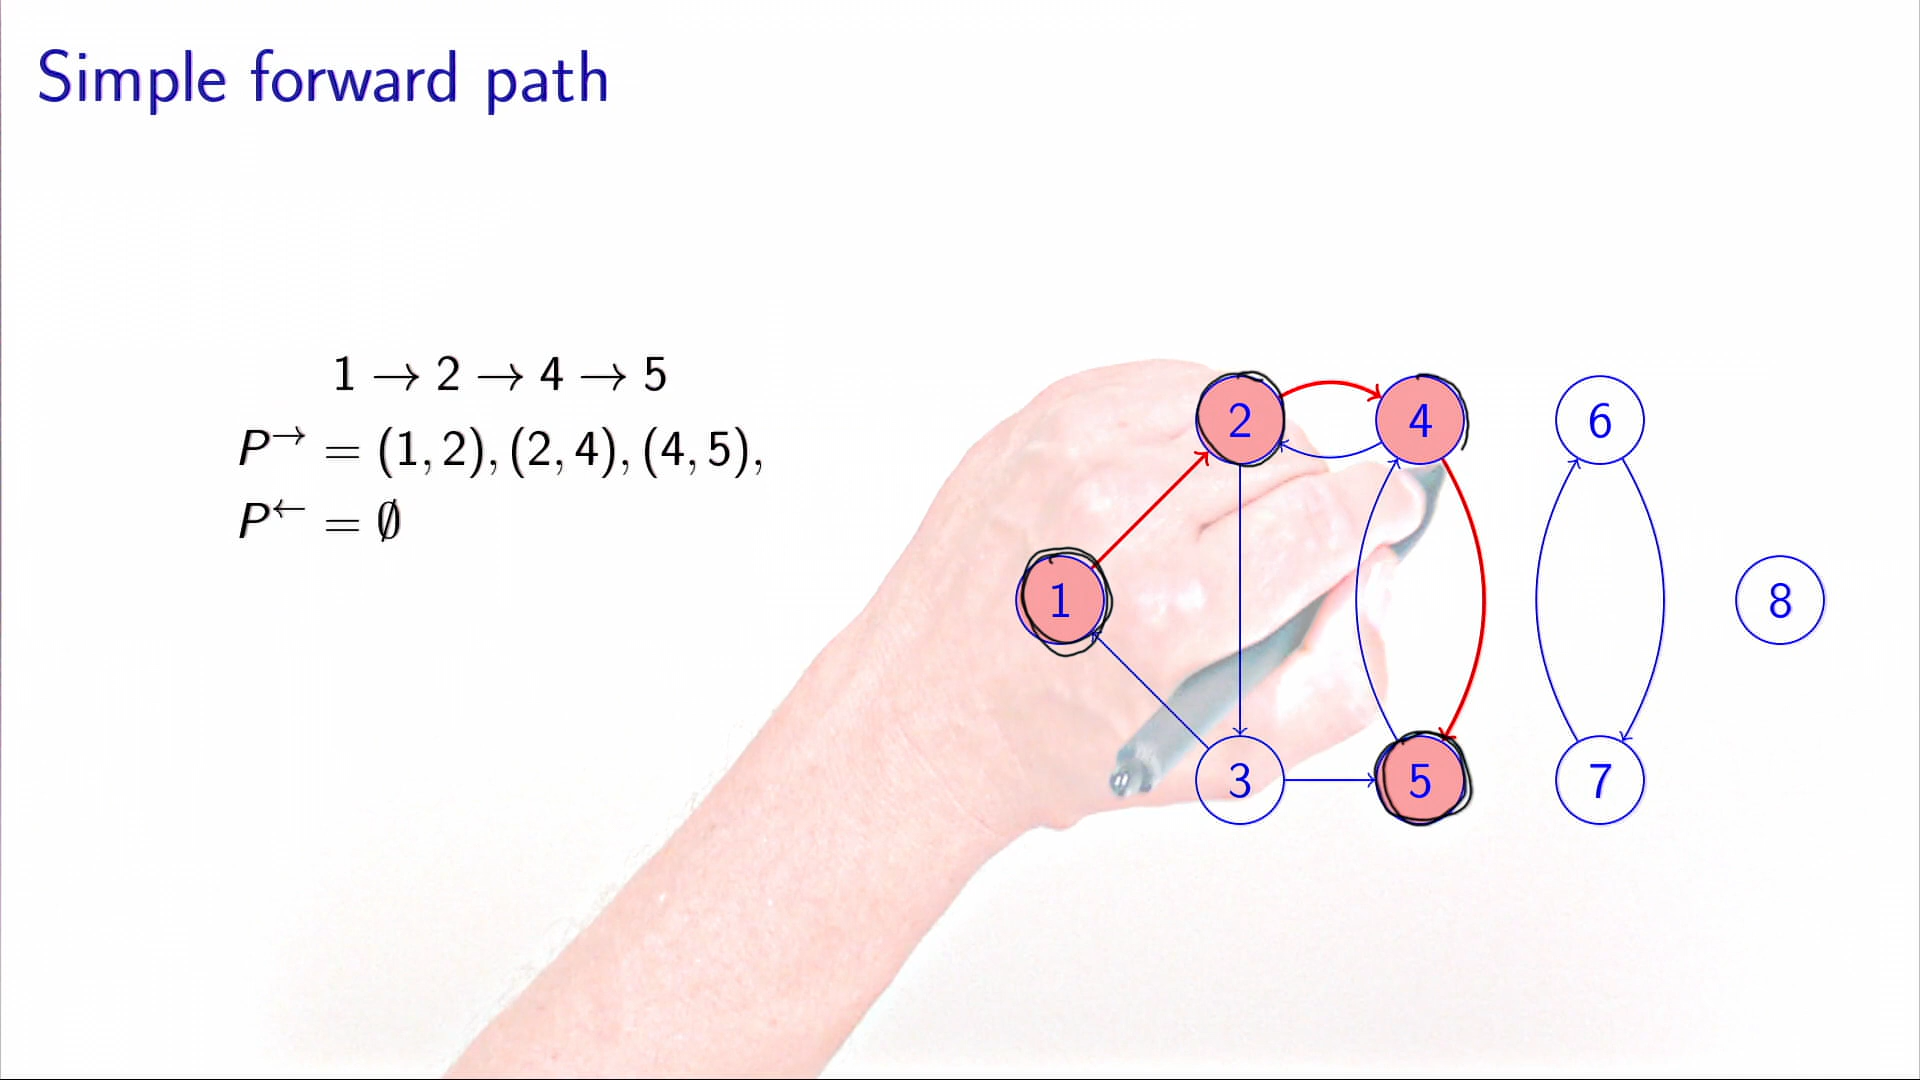 Simple forward path
1 → 2 → 4 → 5
P→ = (1, 2), (2, 4), (4, 5),
P← = ∅
2 4 6
1 8
3 5 7